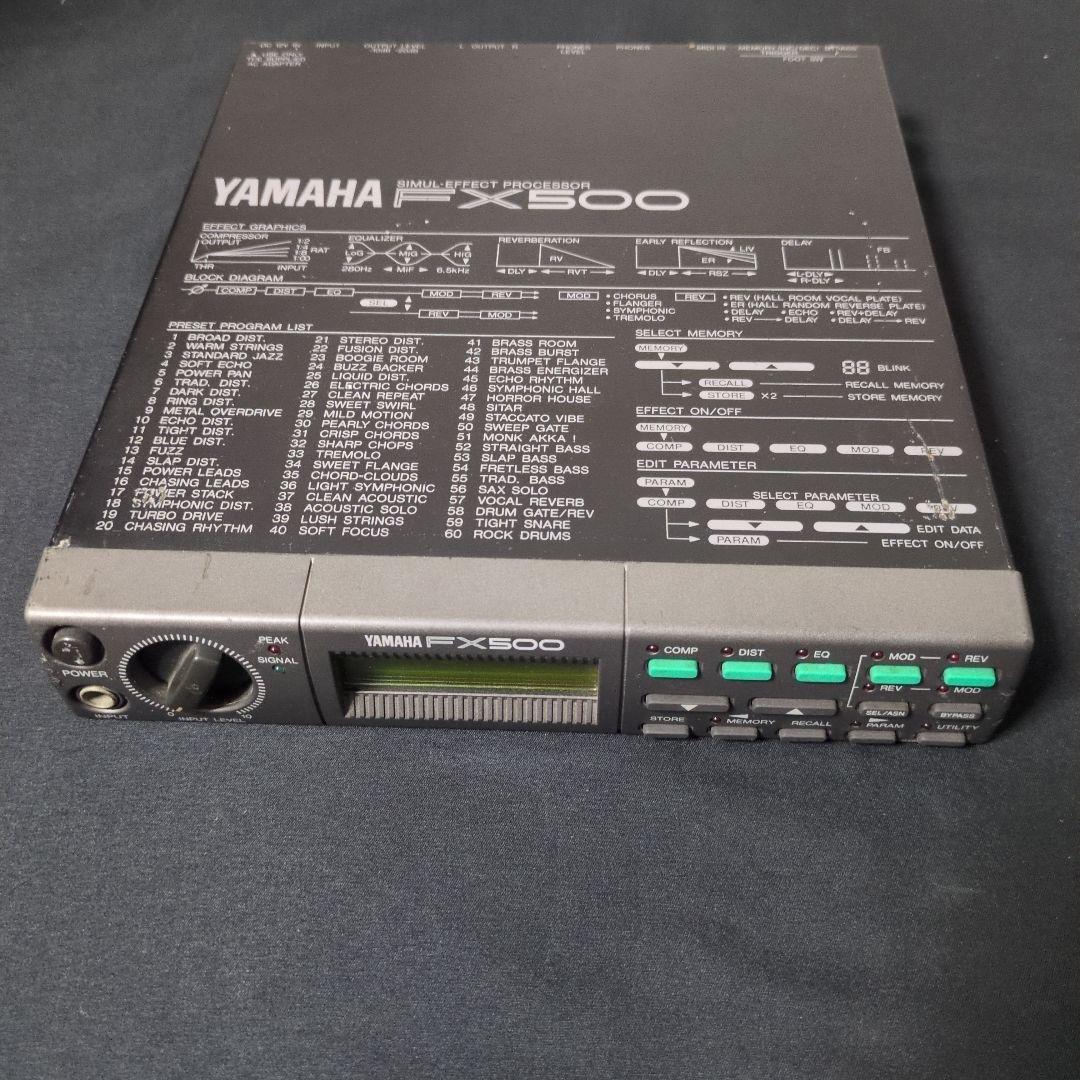 DC 12V IN INPUT OUTPUT LEVEL L OUTPUT R PHONES PHONES MIDI IN MEMORY INC/DEC/ BYPASS
USE ONLY -20dB LEVEL TRIGGER
THE SUPPLIED FOOT SW
AC ADAPTER
YAMAHA SIMUL-EFFECT PROCESSOR
FX500
EFFECT GRAPHICS
COMPRESSOR EQUALIZER REVERBERATION EARLY REFLECTION DELAY
OUTPUT 1:2 LIV
1:4 RAT LoG MiG HiG RV ER FB
1:8
1:00
THR INPUT 280Hz MiF 6.5kHz DLY RVT DLY RSZ L-DLY
R-DLY
BLOCK DIAGRAM
COMP DIST EQ SEL MOD REV
REV MOD
MOD • CHORUS
• FLANGER
• SYMPHONIC
• TREMOLO
REV • REV (HALL ROOM VOCAL PLATE)
• ER (HALL RANDOM REVERSE PLATE)
• DELAY • ECHO • REV+DELAY
• REV → DELAY • DELAY → REV
PRESET PROGRAM LIST
1 BROAD DIST.
2 WARM STRINGS
3 STANDARD JAZZ
4 SOFT ECHO
5 POWER PAN
6 TRAD. DIST.
7 DARK DIST.
8 RING DIST.
9 METAL OVERDRIVE
10 ECHO DIST.
11 TIGHT DIST.
12 BLUE DIST.
13 FUZZ
14 SLAP DIST.
15 POWER LEADS
16 CHASING LEADS
17 POWER STACK
18 SYMPHONIC DIST.
19 TURBO DRIVE
20 CHASING RHYTHM
21 STEREO DIST.
22 FUSION DIST.
23 BOOGIE ROOM
24 BUZZ BACKER
25 LIQUID DIST.
26 ELECTRIC CHORDS
27 CLEAN REPEAT
28 SWEET SWIRL
29 MILD MOTION
30 PEARLY CHORDS
31 CRISP CHORDS
32 SHARP CHOPS
33 TREMOLO
34 SWEET FLANGE
35 CHORD-CLOUDS
36 LIGHT SYMPHONIC
37 CLEAN ACOUSTIC
38 ACOUSTIC SOLO
39 LUSH STRINGS
40 SOFT FOCUS
41 BRASS ROOM
42 BRASS BURST
43 TRUMPET FLANGE
44 BRASS ENERGIZER
45 ECHO RHYTHM
46 SYMPHONIC HALL
47 HORROR HOUSE
48 SITAR
49 STACCATO VIBE
50 SWEEP GATE
51 MONK AKKA !
52 STRAIGHT BASS
53 SLAP BASS
54 FRETLESS BASS
55 TRAD. BASS
56 SAX SOLO
57 VOCAL REVERB
58 DRUM GATE/REV
59 TIGHT SNARE
60 ROCK DRUMS
SELECT MEMORY
MEMORY
88 BLINK
RECALL RECALL MEMORY
STORE ×2 STORE MEMORY
EFFECT ON/OFF
MEMORY
COMP DIST EQ MOD REV
EDIT PARAMETER
PARAM SELECT PARAMETER
COMP DIST EQ MOD REV
EDIT DATA
PARAM EFFECT ON/OFF
POWER
INPUT
0 INPUT LEVEL 10
PEAK
SIGNAL
YAMAHA FX500
COMP DIST EQ MOD REV
REV MOD
SEL/ASN BYPASS
STORE MEMORY RECALL PARAM UTILITY